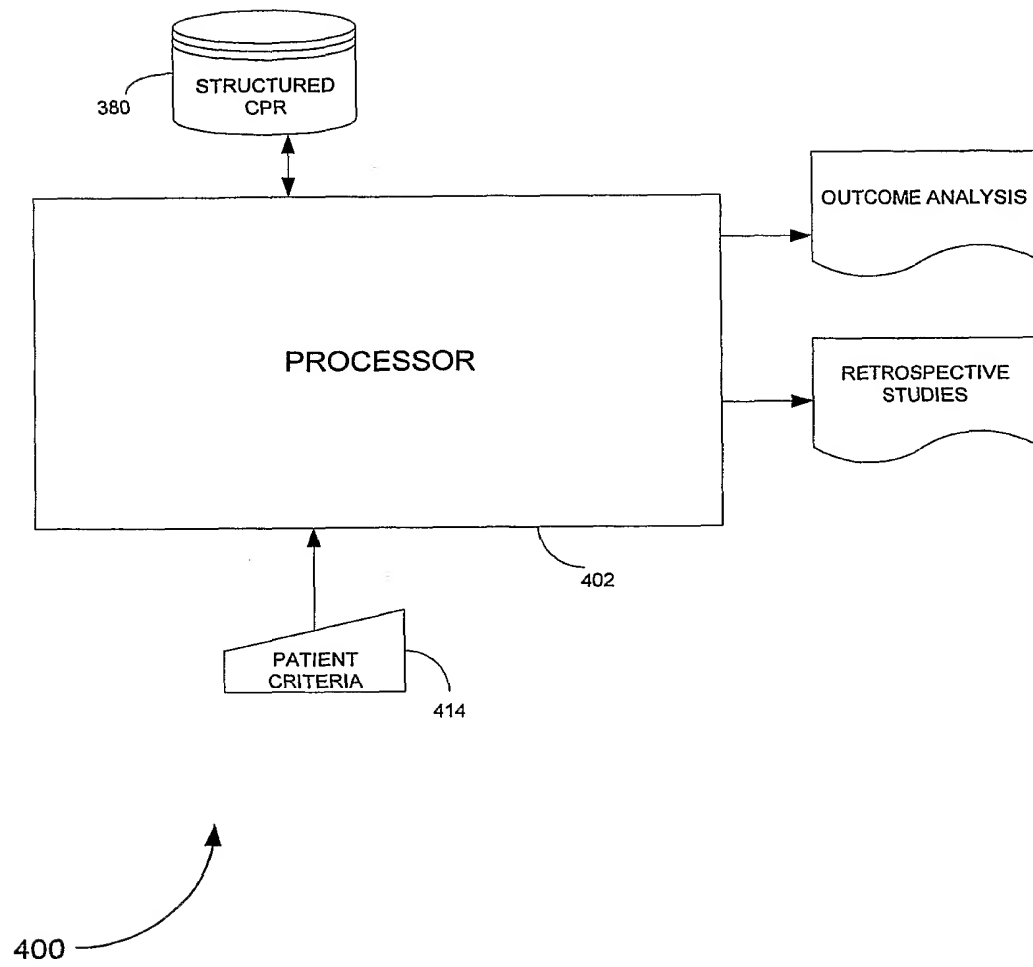 STRUCTURED
CPR
380
OUTCOME ANALYSIS
PROCESSOR
RETROSPECTIVE
STUDIES
402
PATIENT
CRITERIA
414
400